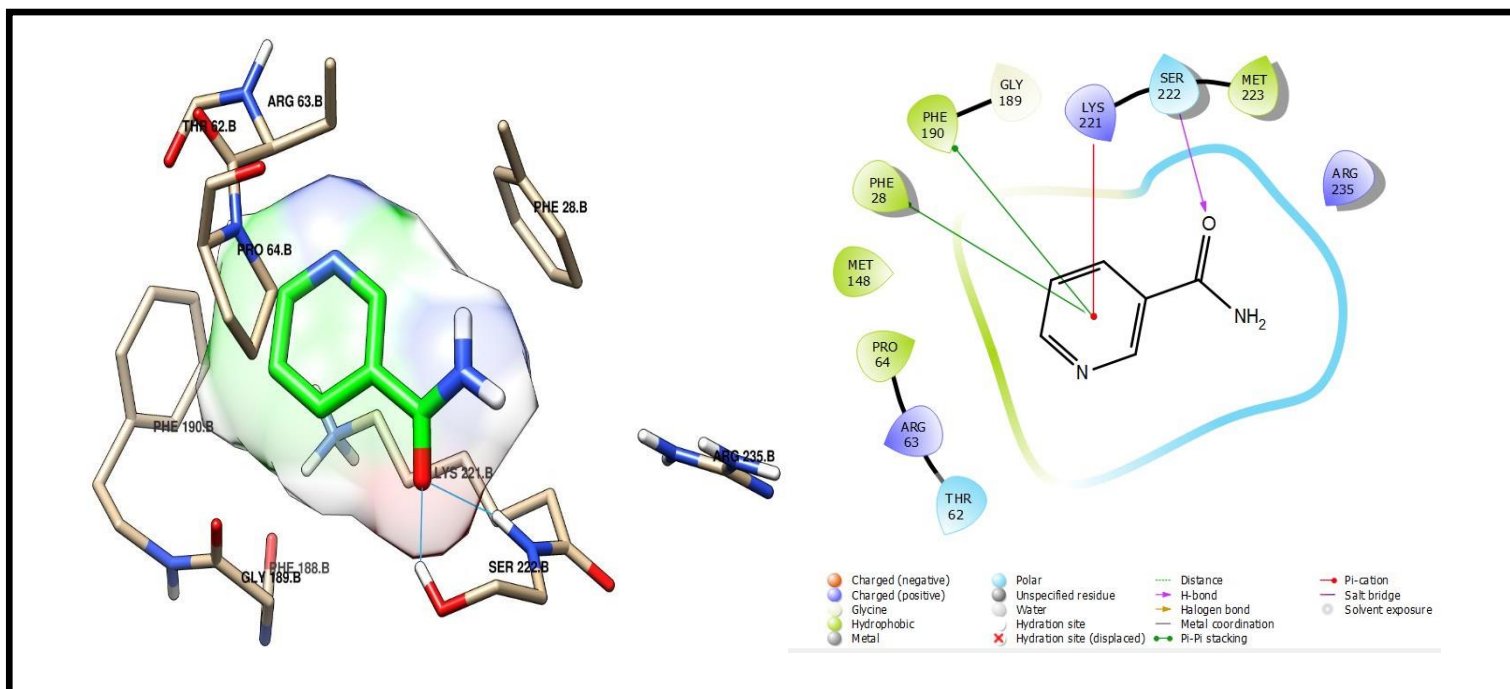 ARG 63.B
THR 62.B
PHE 28.B
PRO 64.B
PHE 190.B
LYS 221.B
ARG 235.B
SER 222.B
PHE 188.B
GLY 189.B
GLY
189
SER
222
MET
223
LYS
221
PHE
190
PHE
28
ARG
235
MET
148
PRO
64
ARG
63
THR
62
O
NH2
N
Charged (negative)
Charged (positive)
Glycine
Hydrophobic
Metal
Polar
Unspecified residue
Water
Hydration site
Hydration site (displaced)
Distance
H-bond
Halogen bond
Metal coordination
Pi-Pi stacking
Pi-cation
Salt bridge
Solvent exposure